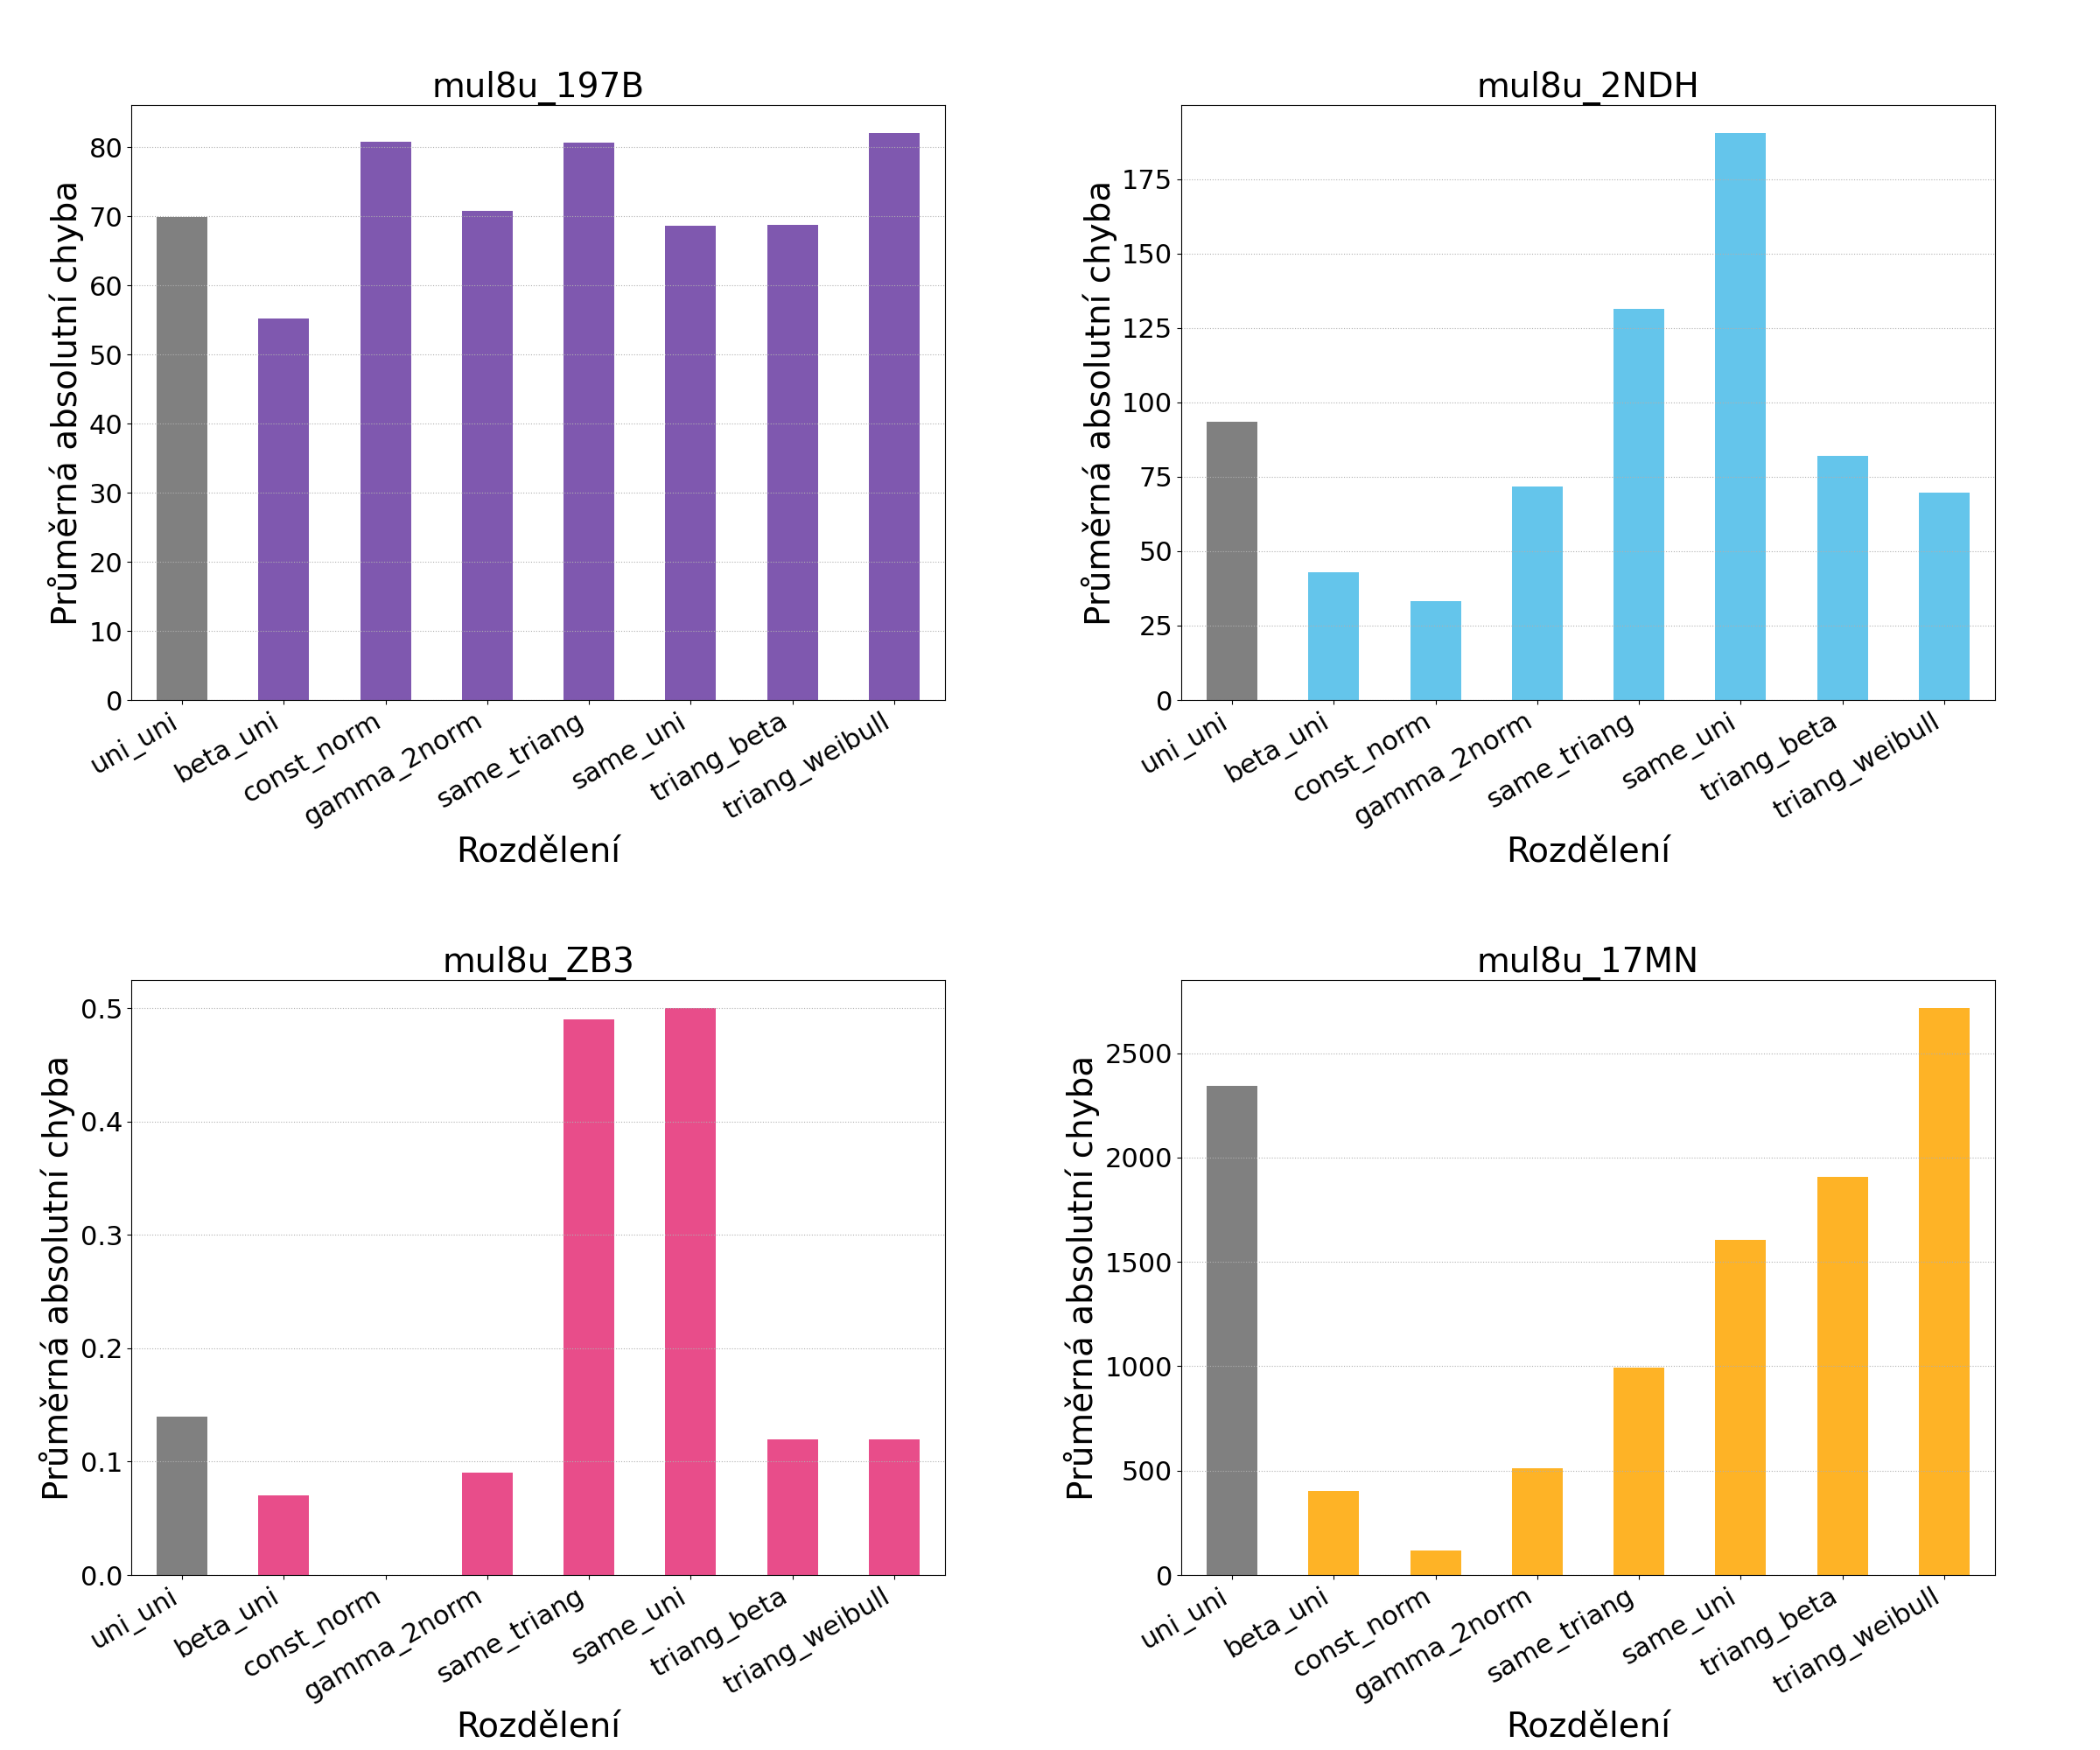 mul8u_197B
Průměrná absolutní chyba
80
70
60
50
40
30
20
10
0
uni_uni
beta_uni
const_norm
gamma_2norm
same_triang
same_uni
triang_beta
triang_weibull
Rozdělení
mul8u_2NDH
Průměrná absolutní chyba
175
150
125
100
75
50
25
0
uni_uni
beta_uni
const_norm
gamma_2norm
same_triang
same_uni
triang_beta
triang_weibull
Rozdělení
mul8u_ZB3
Průměrná absolutní chyba
0.5
0.4
0.3
0.2
0.1
0.0
uni_uni
beta_uni
const_norm
gamma_2norm
same_triang
same_uni
triang_beta
triang_weibull
Rozdělení
mul8u_17MN
Průměrná absolutní chyba
2500
2000
1500
1000
500
0
uni_uni
beta_uni
const_norm
gamma_2norm
same_triang
same_uni
triang_beta
triang_weibull
Rozdělení